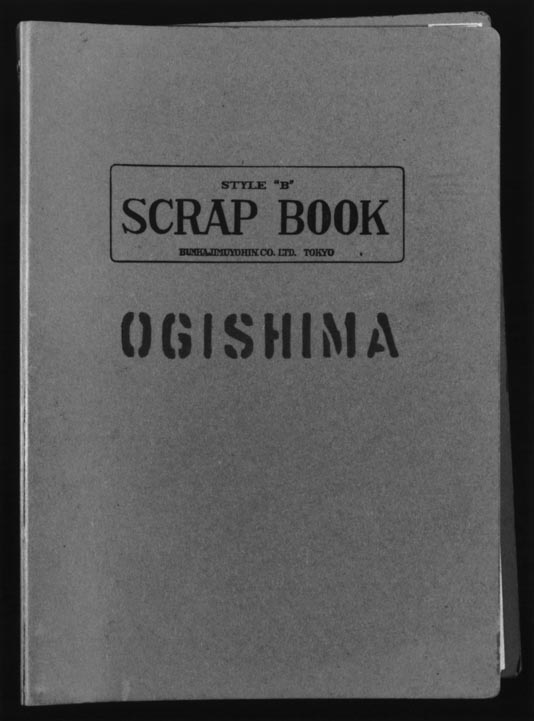 STYLE "B"
SCRAP BOOK
BUNKAJIMUYOHIN.CO. LTD. TOKYO
OGISHIMA